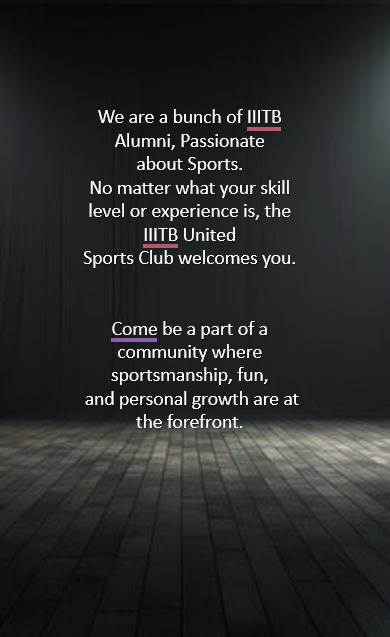 We are a bunch of IIITB
Alumni, Passionate
about Sports.
No matter what your skill
level or experience is, the
IIITB United
Sports Club welcomes you.
Come be a part of a
community where
sportsmanship, fun,
and personal growth are at
the forefront.